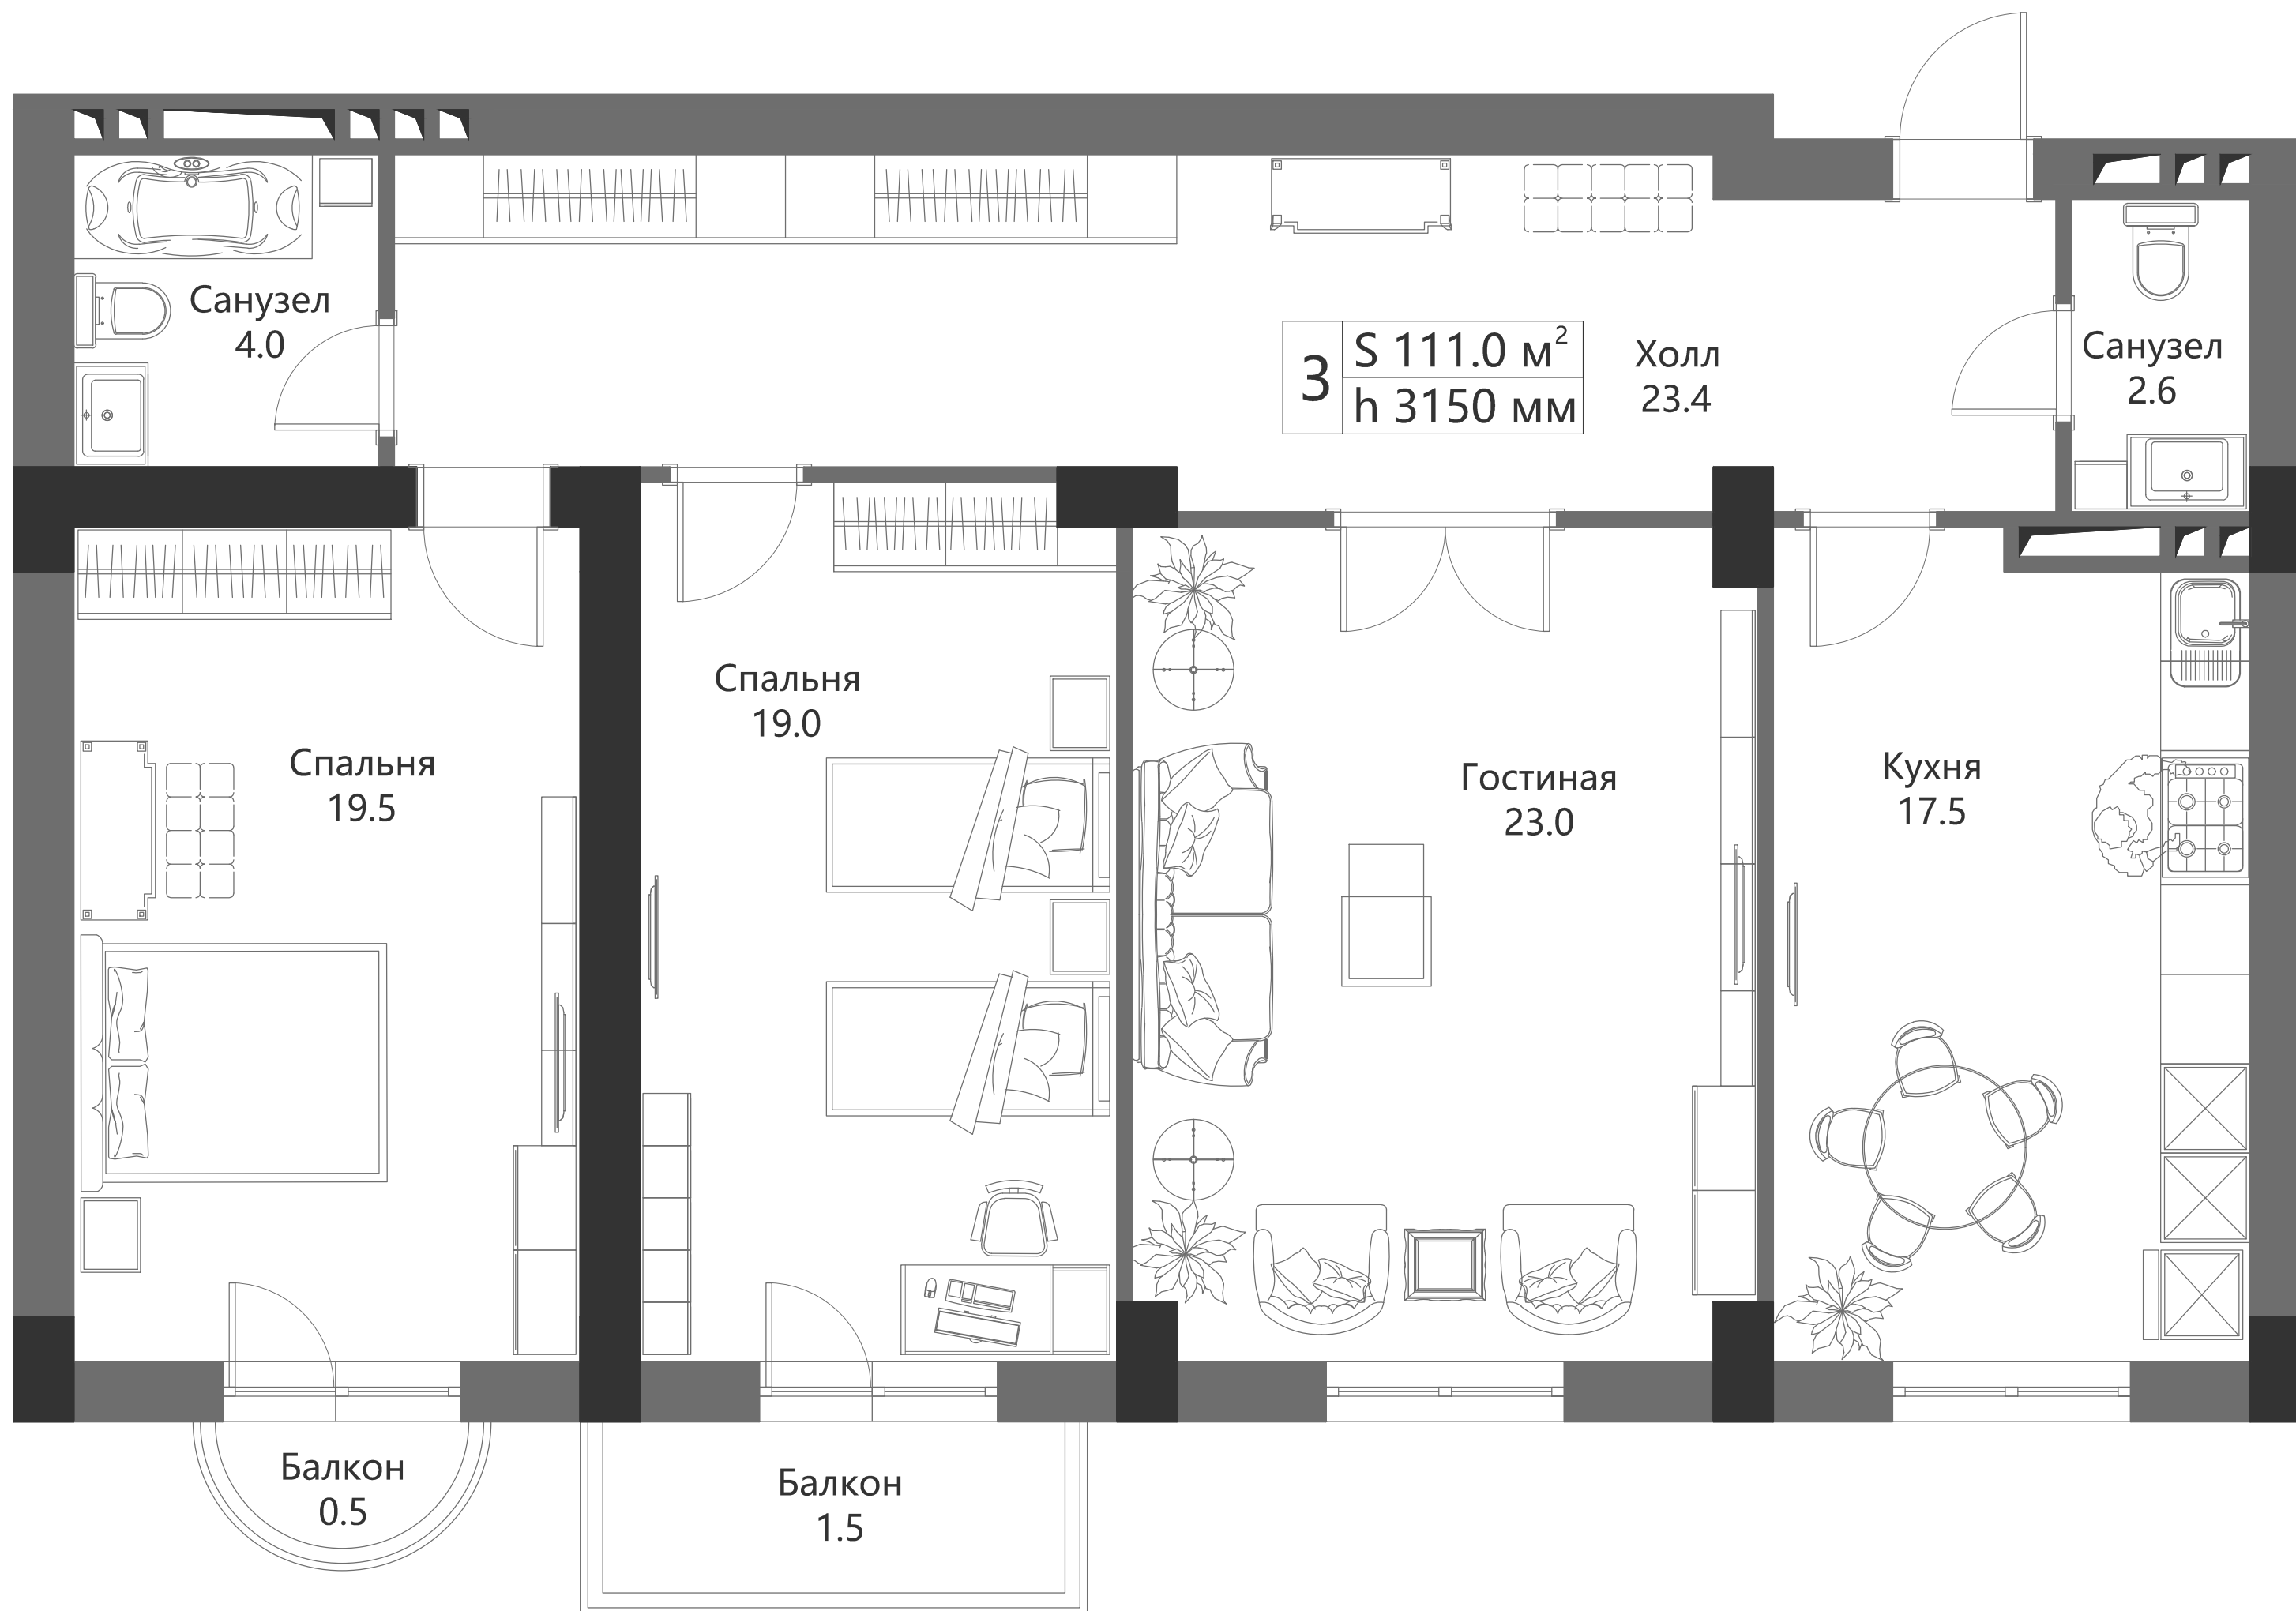 Санузел
4.0
3
S 111.0 м²
h 3150 мм
Холл
23.4
Санузел
2.6
Спальня
19.5
Спальня
19.0
Гостиная
23.0
Кухня
17.5
Балкон
0.5
Балкон
1.5